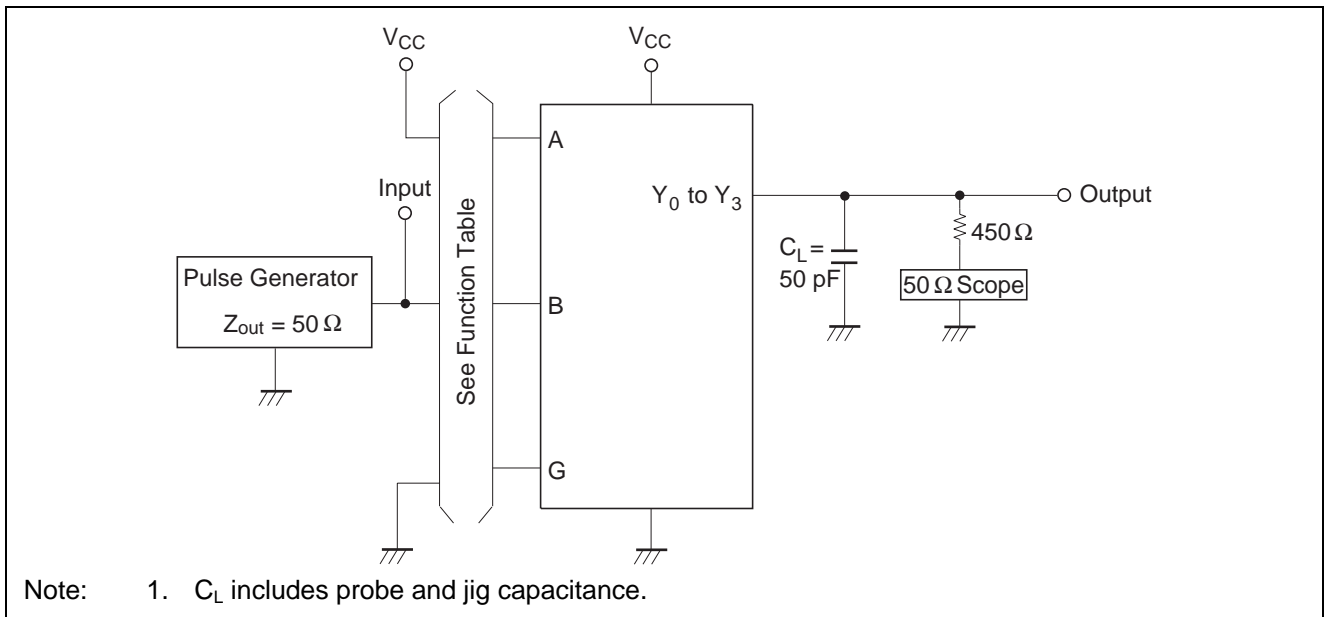 VCC
VCC
A
Input
Y0 to Y3
Output
450 Ω
CL =
50 pF
Pulse Generator
Zout = 50 Ω
See Function Table
B
50 Ω Scope
G
Note: 1. CL includes probe and jig capacitance.